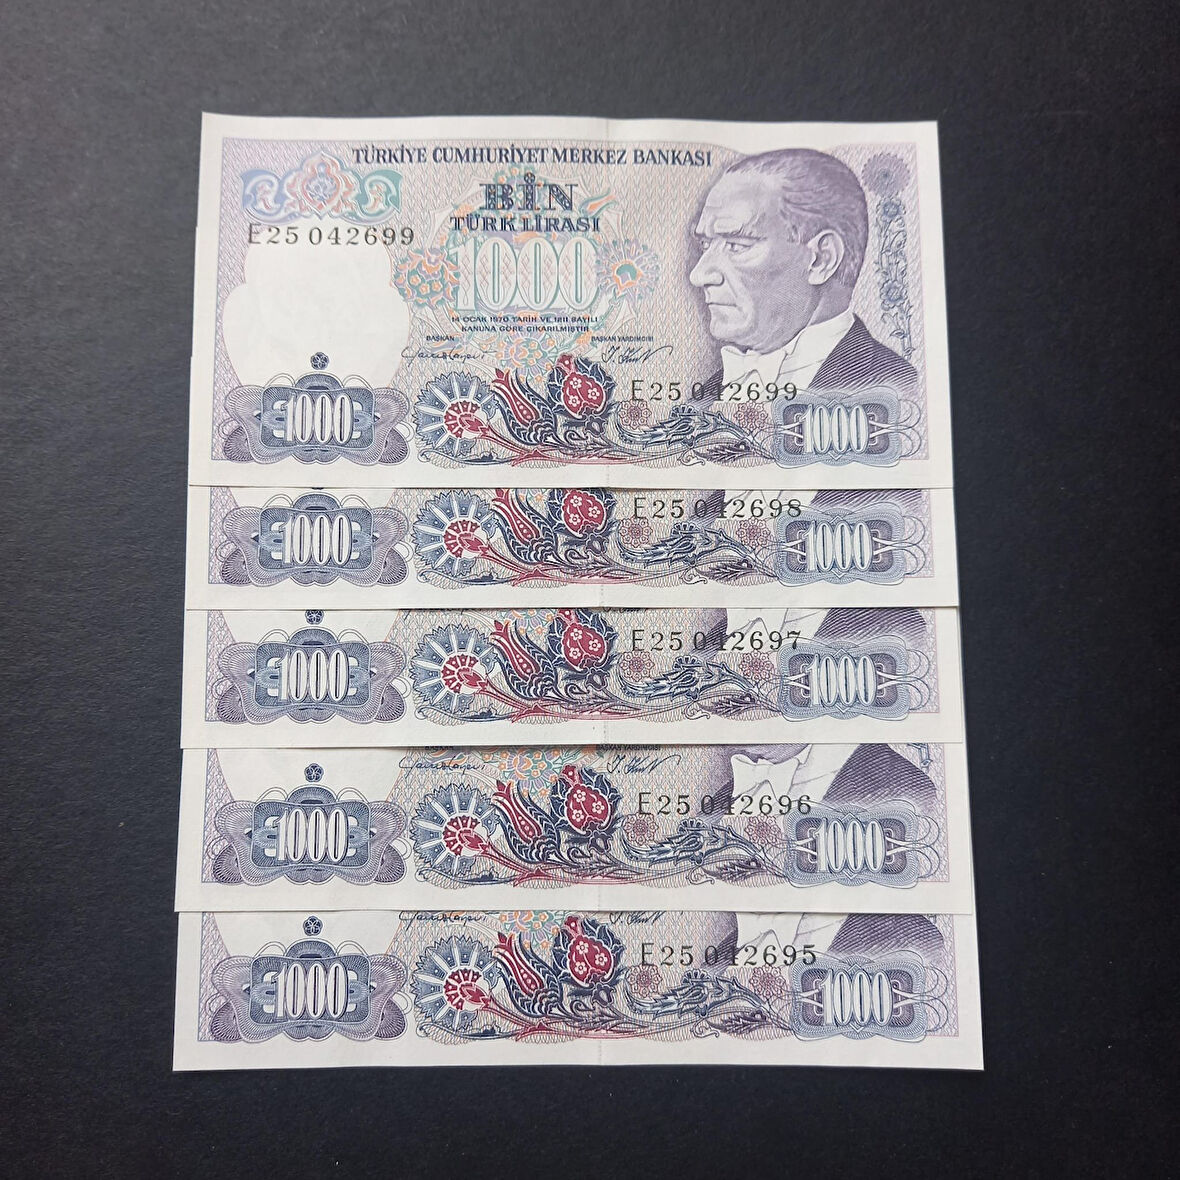 TÜRKİYE CUMHURİYET MERKEZ BANKASI
BİN
TÜRK LİRASI
E25 042699
1000
14 OCAK 1970 TARİH VE 1211 SAYILI
KANUNA GÖRE ÇIKARILMIŞTIR
BAŞKAN BAŞKAN YARDIMCISI
E25 042699
1000 1000
E25 042698
1000 1000
E25 042697
1000 1000
BAŞKAN YARDIMCISI
E25 042696
1000 1000
E25 042695
1000 1000